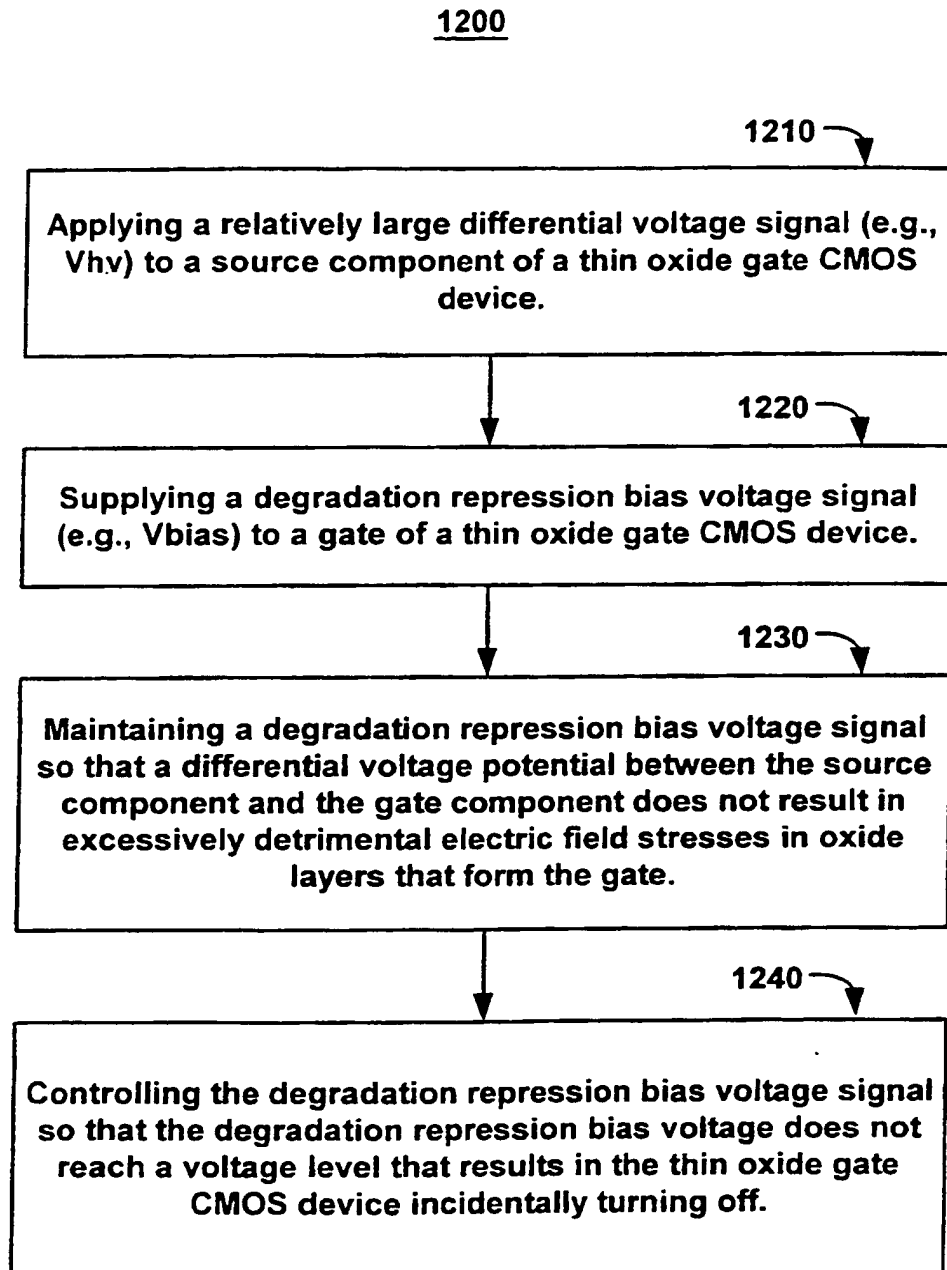 1200
1210
Applying a relatively large differential voltage signal (e.g.,
Vhv) to a source component of a thin oxide gate CMOS
device.
1220
Supplying a degradation repression bias voltage signal
(e.g., Vbias) to a gate of a thin oxide gate CMOS device.
1230
Maintaining a degradation repression bias voltage signal
so that a differential voltage potential between the source
component and the gate component does not result in
excessively detrimental electric field stresses in oxide
layers that form the gate.
1240
Controlling the degradation repression bias voltage signal
so that the degradation repression bias voltage does not
reach a voltage level that results in the thin oxide gate
CMOS device incidentally turning off.